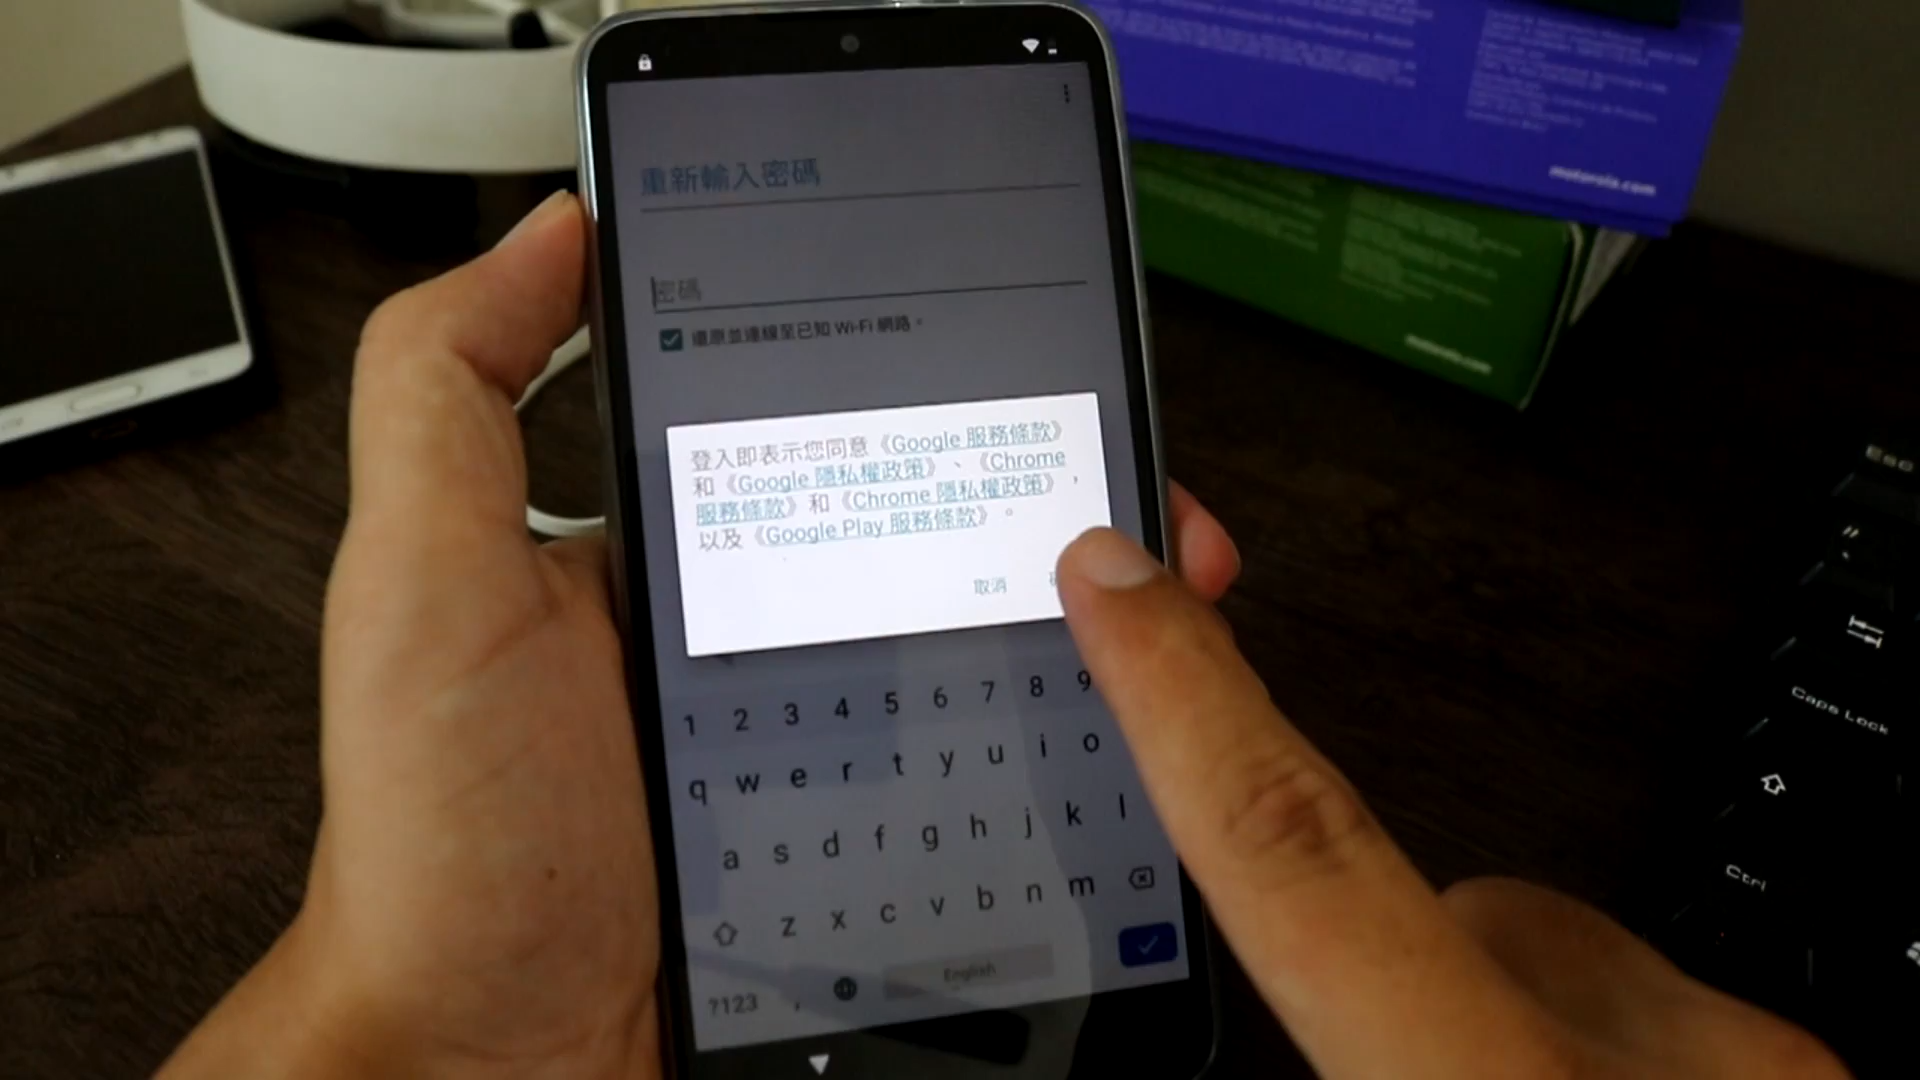 重新輸入密碼
密碼
還原並連線至已知 Wi-Fi 網路。
登入即表示您同意《Google 服務條款》
和《Google 隱私權政策》、《Chrome
服務條款》和《Chrome 隱私權政策》,
以及《Google Play 服務條款》。
取消
1 2 3 4 5 6 7 8 9
q w e r t y u i o
a s d f g h j k l
z x c v b n m
?123 , English
motorola.com
motorola.com
Esc
Caps Lock
Ctrl